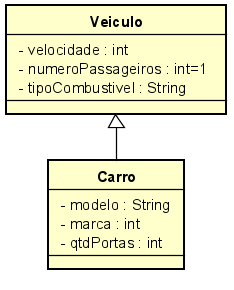 Veiculo
- velocidade : int
- numeroPassageiros : int=1
- tipoCombustivel : String
Carro
- modelo : String
- marca : int
- qtdPortas : int